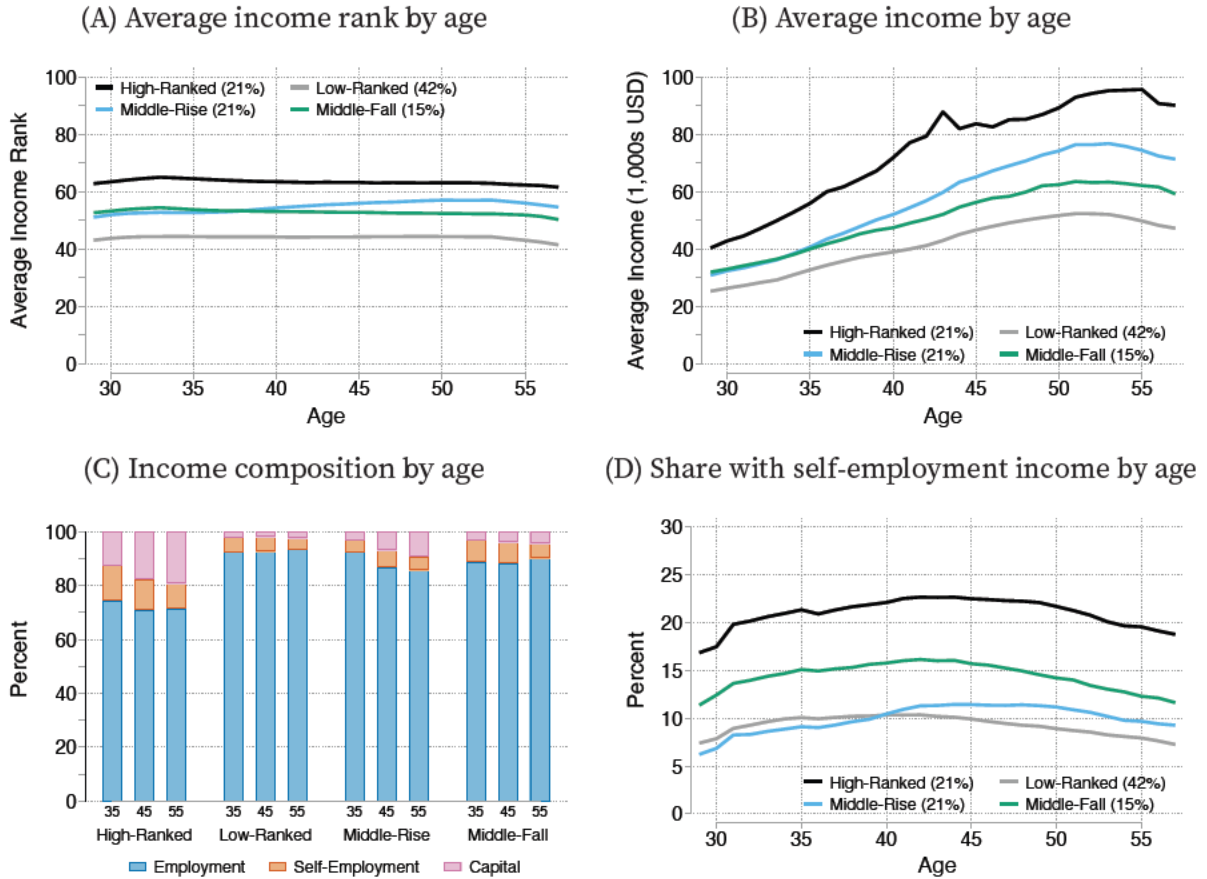 (A) Average income rank by age
Average Income Rank
100
80
60
40
20
0
High-Ranked (21%) Low-Ranked (42%)
Middle-Rise (21%) Middle-Fall (15%)
30 35 40 45 50 55
Age
(B) Average income by age
Average Income (1,000s USD)
100
80
60
40
20
0
High-Ranked (21%) Low-Ranked (42%)
Middle-Rise (21%) Middle-Fall (15%)
30 35 40 45 50 55
Age
(C) Income composition by age
Percent
100
80
60
40
20
0
35 45 55 35 45 55 35 45 55 35 45 55
High-Ranked Low-Ranked Middle-Rise Middle-Fall
Employment Self-Employment Capital
(D) Share with self-employment income by age
Percent
30
25
20
15
10
5
0
High-Ranked (21%) Low-Ranked (42%)
Middle-Rise (21%) Middle-Fall (15%)
30 35 40 45 50 55
Age